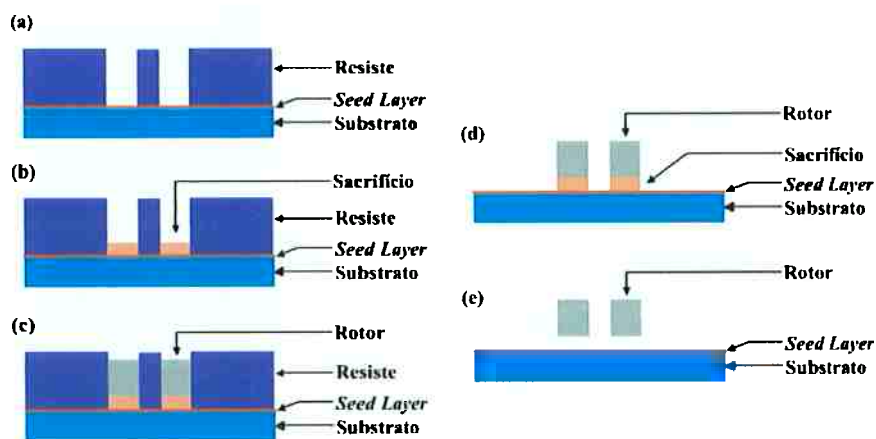 (a)
Resiste
Seed Layer
Substrato
(b)
Sacrifício
Resiste
Seed Layer
Substrato
(c)
Rotor
Resiste
Seed Layer
Substrato
(d)
Rotor
Sacrifício
Seed Layer
Substrato
(e)
Rotor
Seed Layer
Substrato